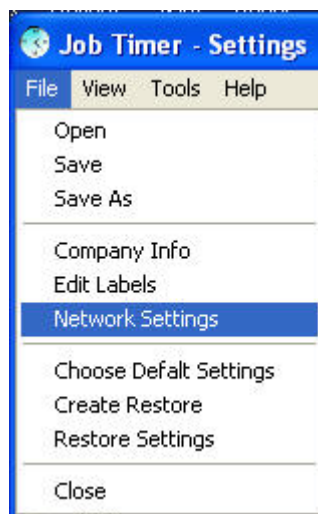 Job Timer - Settings
File View Tools Help
Open
Save
Save As
Company Info
Edit Labels
Network Settings
Choose Defalt Settings
Create Restore
Restore Settings
Close